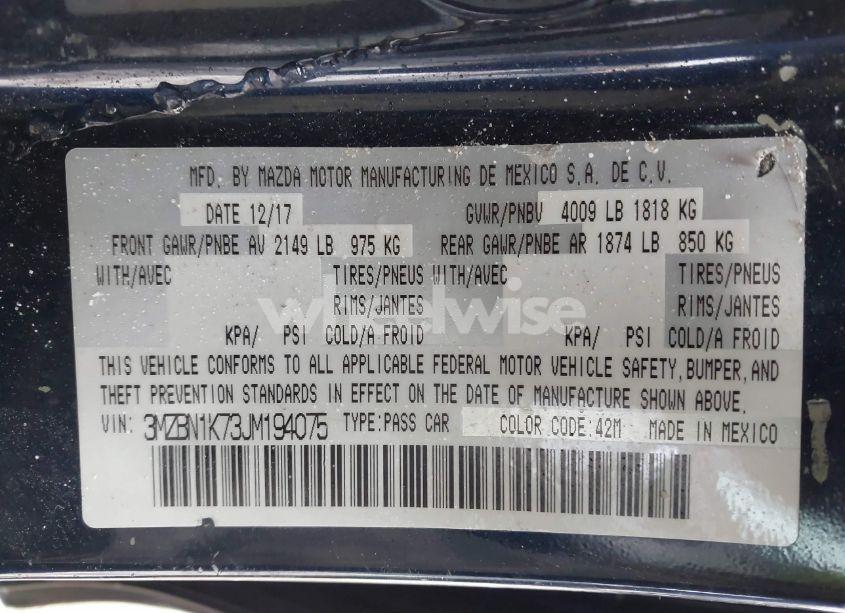 MFD. BY MAZDA MOTOR MANUFACTURING DE MEXICO S.A. DE C.V.
DATE 12/17 GVWR/PNBV 4009 LB 1818 KG
FRONT GAWR/PNBE AV 2149 LB 975 KG REAR GAWR/PNBE AR 1874 LB 850 KG
WITH/AVEC TIRES/PNEUS WITH/AVEC TIRES/PNEUS
RIMS/JANTES RIMS/JANTES
wheelwise
KPA/ PSI COLD/A FROID KPA/ PSI COLD/A FROID
THIS VEHICLE CONFORMS TO ALL APPLICABLE FEDERAL MOTOR VEHICLE SAFETY, BUMPER, AND
THEFT PREVENTION STANDARDS IN EFFECT ON THE DATE OF MANUFACTURE SHOWN ABOVE.
VIN: 3MZBN1K73JM194075 TYPE:PASS CAR COLOR CODE:42M MADE IN MEXICO